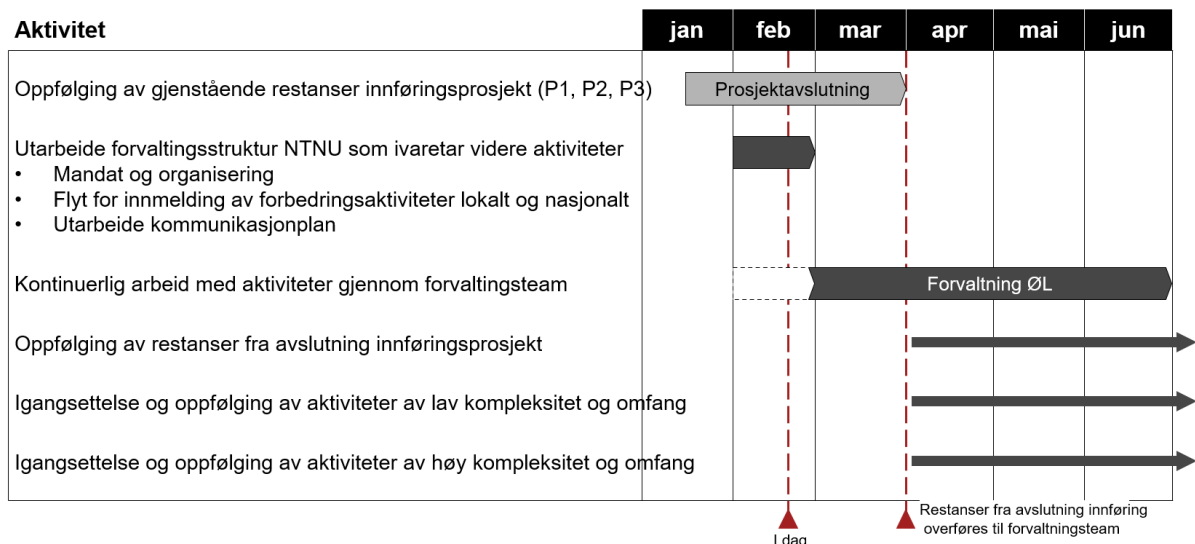 Aktivitet jan feb mar apr mai jun
Oppfølging av gjenstående restanser innføringsprosjekt (P1, P2, P3) Prosjektavslutning
Utarbeide forvaltingsstruktur NTNU som ivaretar videre aktiviteter
• Mandat og organisering
• Flyt for innmelding av forbedringsaktiviteter lokalt og nasjonalt
• Utarbeide kommunikasjonplan
Kontinuerlig arbeid med aktiviteter gjennom forvaltingsteam Forvaltning ØL
Oppfølging av restanser fra avslutning innføringsprosjekt
Igangsettelse og oppfølging av aktiviteter av lav kompleksitet og omfang
Igangsettelse og oppfølging av aktiviteter av høy kompleksitet og omfang
I dag
Restanser fra avslutning innføring
overføres til forvaltningsteam